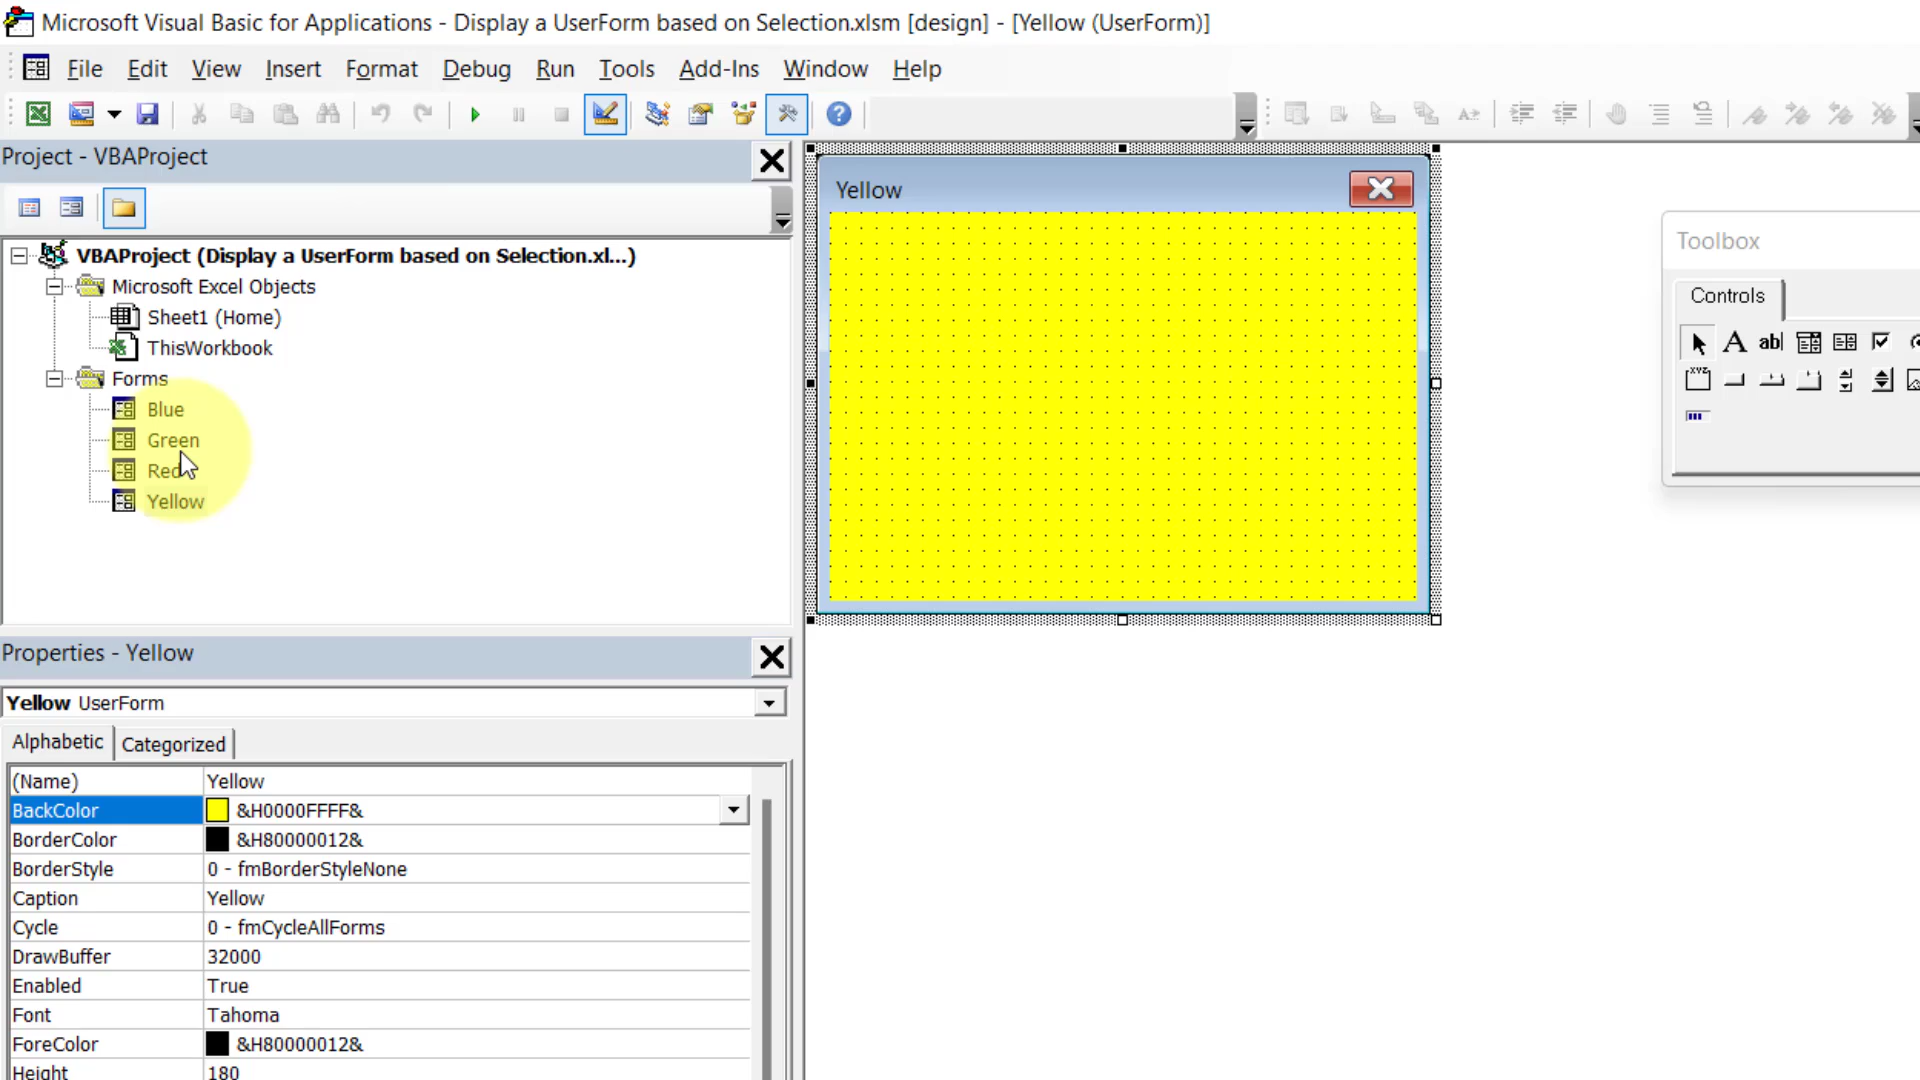 Microsoft Visual Basic for Applications - Display a UserForm based on Selection.xlsm [design] - [Yellow (UserForm)]
File Edit View Insert Format Debug Run Tools Add-Ins Window Help
Project - VBAProject
VBAProject (Display a UserForm based on Selection.xl...)
Microsoft Excel Objects
Sheet1 (Home)
ThisWorkbook
Forms
Blue
Green
Red
Yellow
Properties - Yellow
Yellow UserForm
Alphabetic Categorized
(Name) Yellow
BackColor &H0000FFFF&
BorderColor &H80000012&
BorderStyle 0 - fmBorderStyleNone
Caption Yellow
Cycle 0 - fmCycleAllForms
DrawBuffer 32000
Enabled True
Font Tahoma
ForeColor &H80000012&
Height 180
Yellow
Toolbox
Controls
A ab|
XYZ